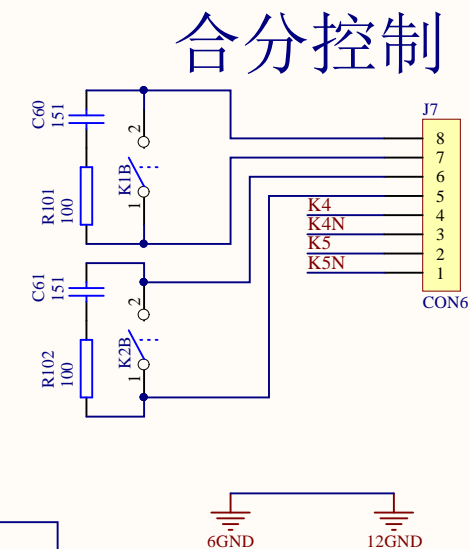 合分控制
J7
C60
151
2
K1B
1
R101
100
8
7
6
5
K4 4
K4N 3
K5 2
K5N 1
CON6
C61
151
2
K2B
1
R102
100
6GND
12GND